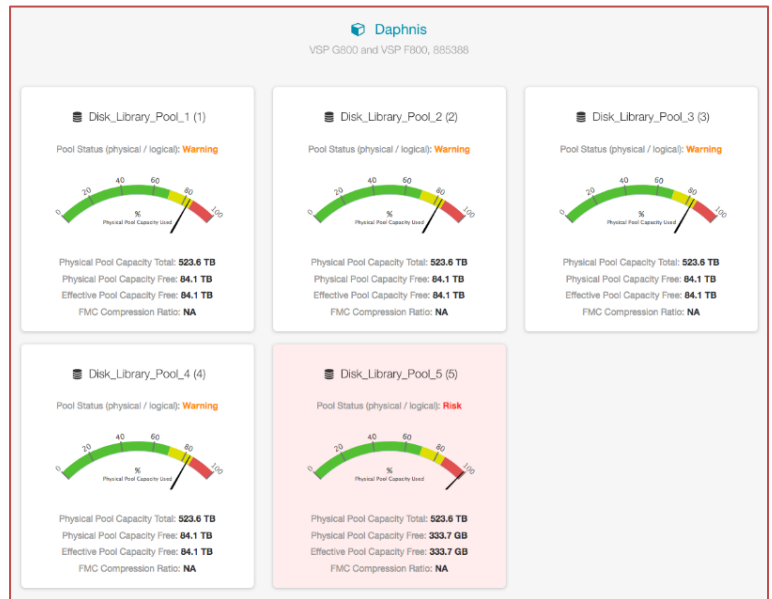 Daphnis
VSP G800 and VSP F800, 885388
Disk_Library_Pool_1 (1)
Pool Status (physical / logical): Warning
0 20 40 60 80 100
%
Physical Pool Capacity Used
Physical Pool Capacity Total: 523.6 TB
Physical Pool Capacity Free: 84.1 TB
Effective Pool Capacity Free: 84.1 TB
FMC Compression Ratio: NA
Disk_Library_Pool_2 (2)
Pool Status (physical / logical): Warning
0 20 40 60 80 100
%
Physical Pool Capacity Used
Physical Pool Capacity Total: 523.6 TB
Physical Pool Capacity Free: 84.1 TB
Effective Pool Capacity Free: 84.1 TB
FMC Compression Ratio: NA
Disk_Library_Pool_3 (3)
Pool Status (physical / logical): Warning
0 20 40 60 80 100
%
Physical Pool Capacity Used
Physical Pool Capacity Total: 523.6 TB
Physical Pool Capacity Free: 84.1 TB
Effective Pool Capacity Free: 84.1 TB
FMC Compression Ratio: NA
Disk_Library_Pool_4 (4)
Pool Status (physical / logical): Warning
0 20 40 60 80 100
%
Physical Pool Capacity Used
Physical Pool Capacity Total: 523.6 TB
Physical Pool Capacity Free: 84.1 TB
Effective Pool Capacity Free: 84.1 TB
FMC Compression Ratio: NA
Disk_Library_Pool_5 (5)
Pool Status (physical / logical): Risk
0 20 40 60 80 100
%
Physical Pool Capacity Used
Physical Pool Capacity Total: 523.6 TB
Physical Pool Capacity Free: 333.7 GB
Effective Pool Capacity Free: 333.7 GB
FMC Compression Ratio: NA